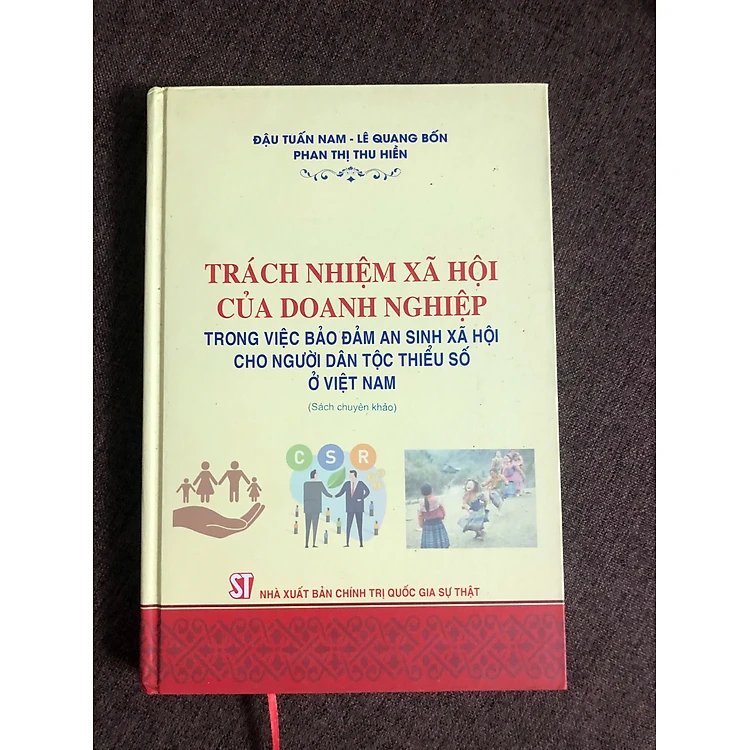 ĐẬU TUẤN NAM - LÊ QUANG BỐN
PHAN THỊ THU HIỀN
TRÁCH NHIỆM XÃ HỘI
CỦA DOANH NGHIỆP
TRONG VIỆC BẢO ĐẢM AN SINH XÃ HỘI
CHO NGƯỜI DÂN TỘC THIỂU SỐ
Ở VIỆT NAM
(Sách chuyên khảo)
C S R
ST NHÀ XUẤT BẢN CHÍNH TRỊ QUỐC GIA SỰ THẬT